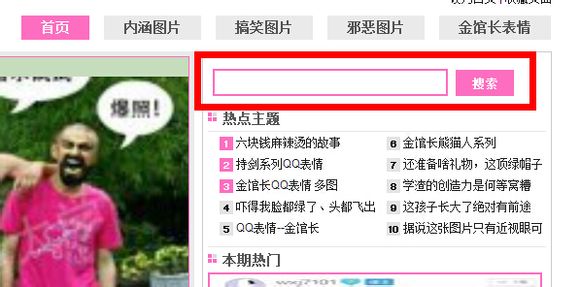 首页 内涵图片 搞笑图片 邪恶图片 金馆长表情
搜索
爆照!
热点主题
1 六块钱麻辣烫的故事 6 金馆长熊猫人系列
2 持剑系列QQ表情 7 还准备啥礼物，这顶绿帽子
3 金馆长QQ表情 多图 8 学渣的创造力是何等窝糟
4 吓得我脸都绿了、头都飞出 9 这孩子长大了绝对有前途
5 QQ表情--金馆长 10 据说这张图片只有近视眼可
本期热门
wxj7101